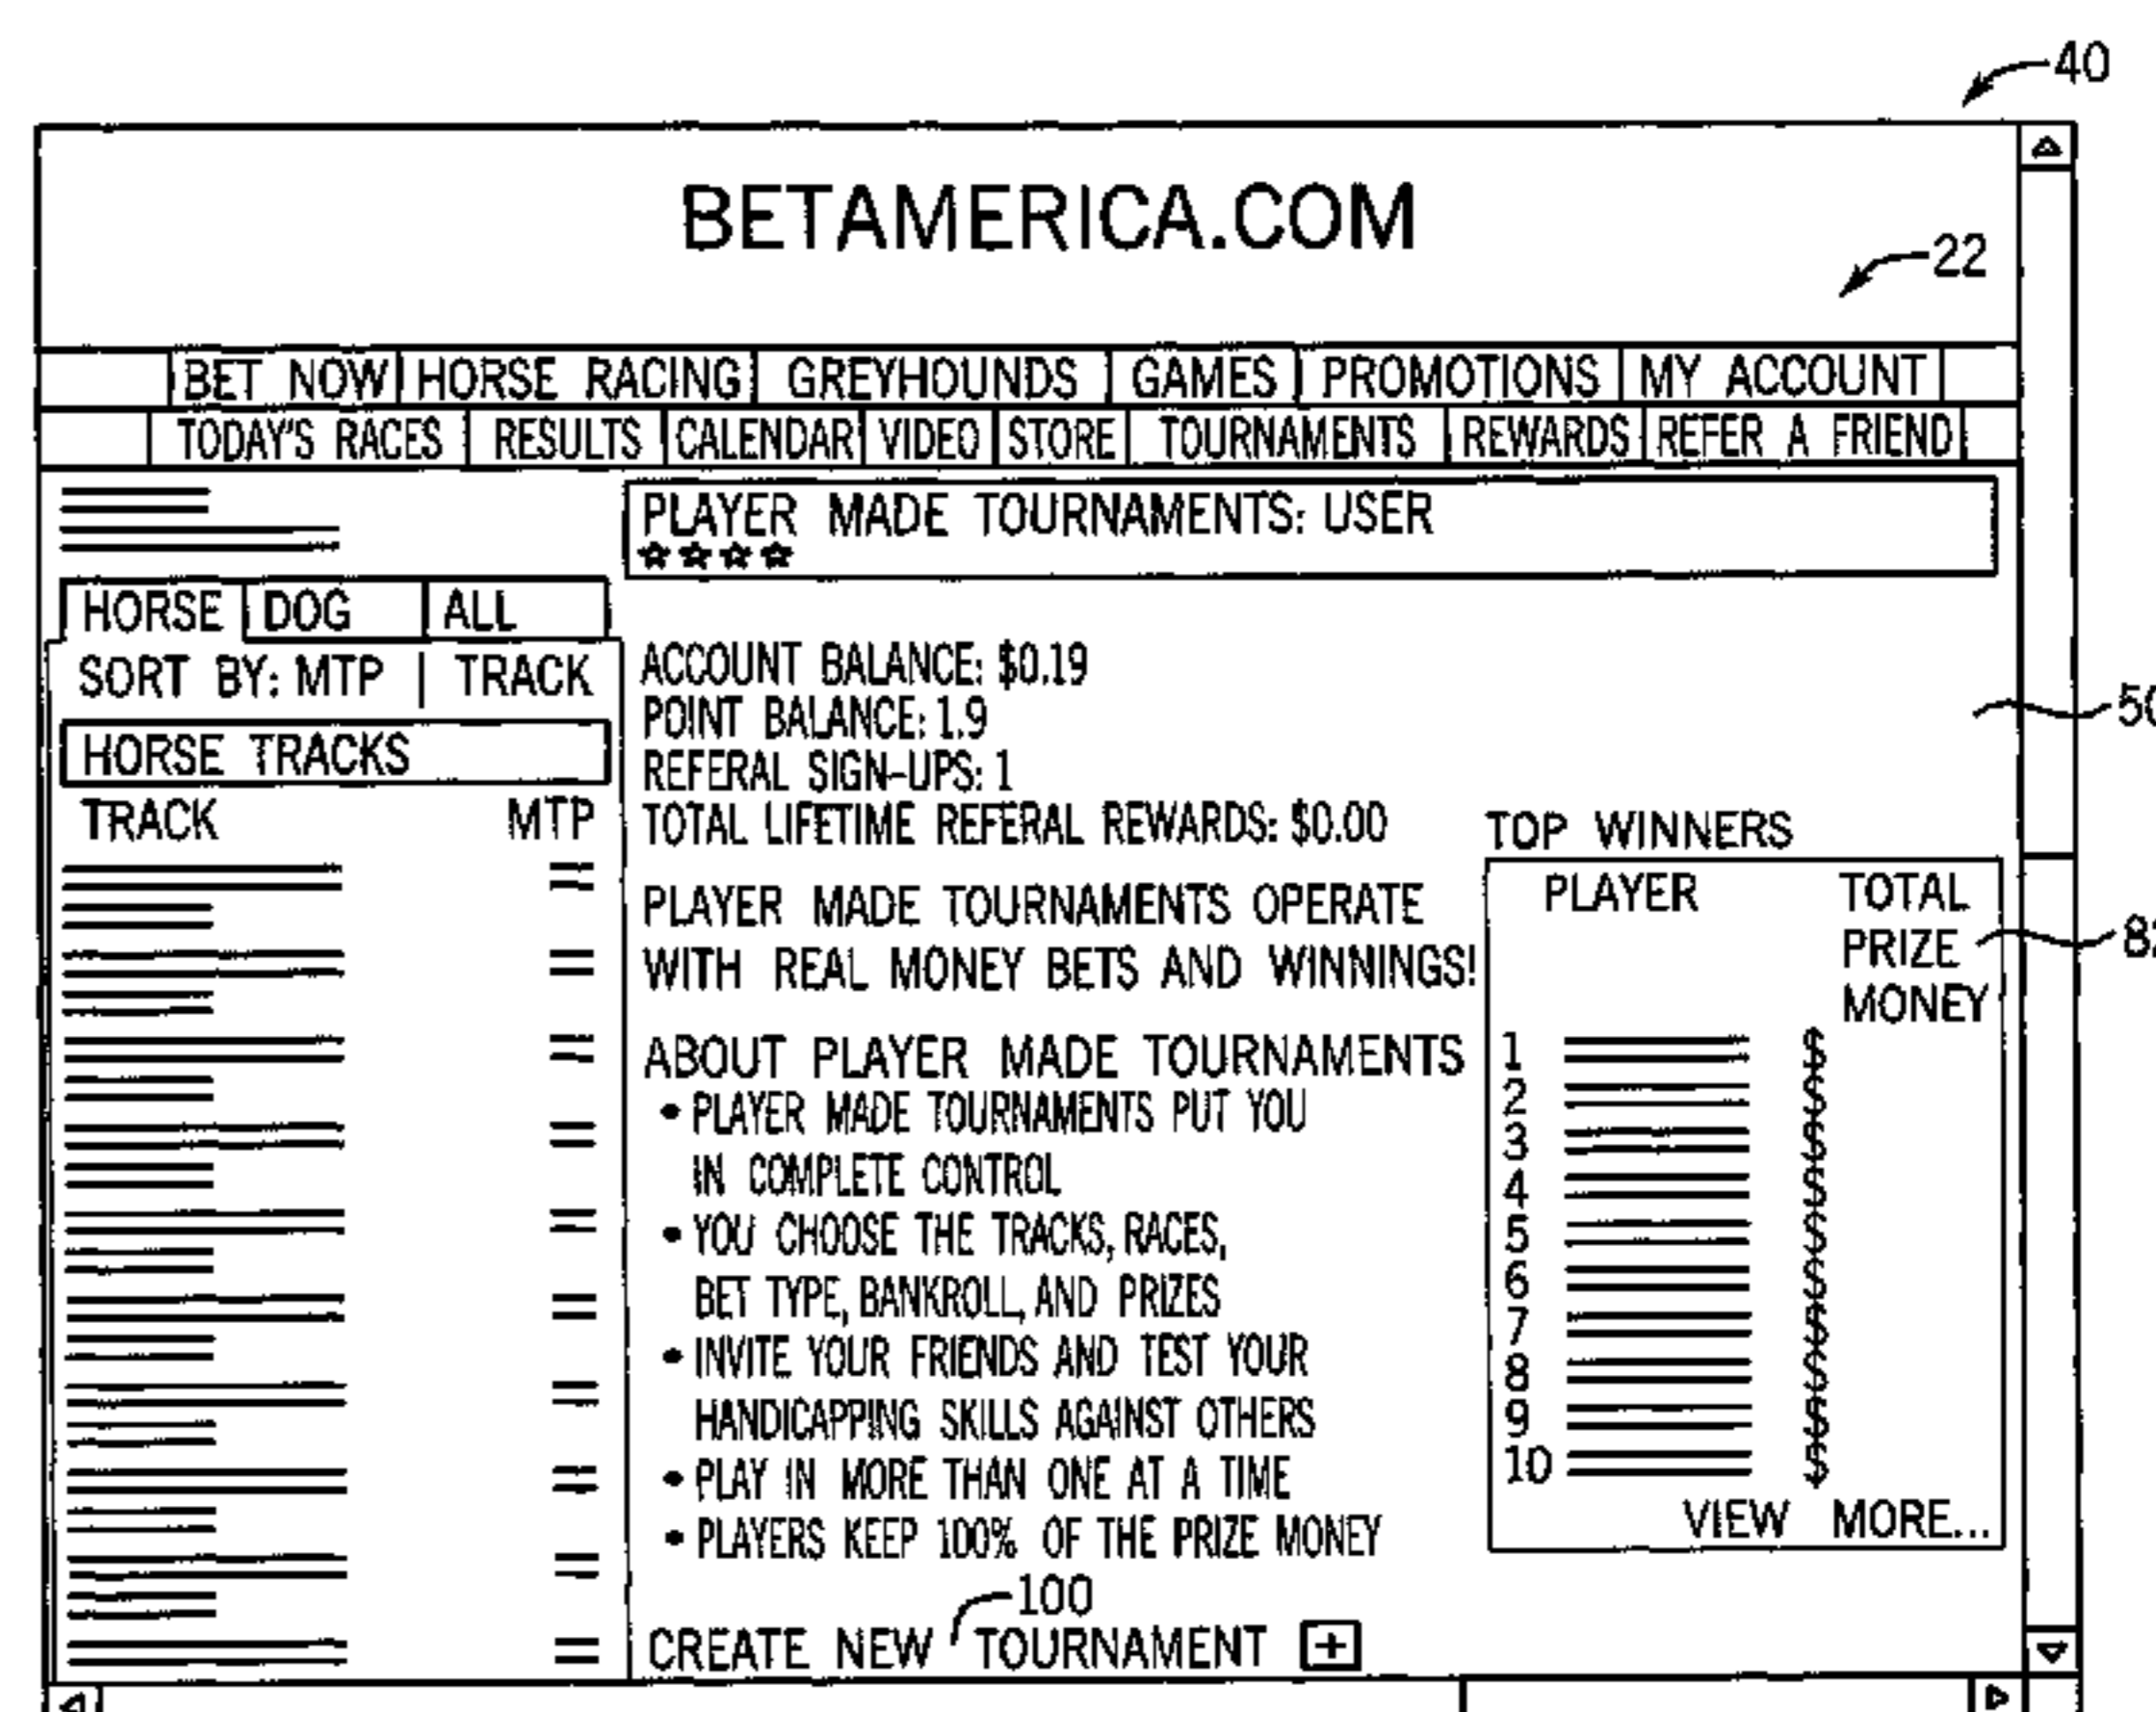 40
BETAMERICA.COM
22
BET NOW HORSE RACING GREYHOUNDS GAMES PROMOTIONS MY ACCOUNT
TODAY'S RACES RESULTS CALENDAR VIDEO STORE TOURNAMENTS REWARDS REFER A FRIEND
PLAYER MADE TOURNAMENTS: USER
☆☆☆☆
HORSE DOG ALL
SORT BY: MTP | TRACK
HORSE TRACKS
TRACK MTP
ACCOUNT BALANCE: $0.19
POINT BALANCE: 1.9
REFERAL SIGN-UPS: 1
TOTAL LIFETIME REFERAL REWARDS: $0.00
PLAYER MADE TOURNAMENTS OPERATE
WITH REAL MONEY BETS AND WINNINGS!
ABOUT PLAYER MADE TOURNAMENTS
• PLAYER MADE TOURNAMENTS PUT YOU
IN COMPLETE CONTROL
• YOU CHOOSE THE TRACKS, RACES,
BET TYPE, BANKROLL, AND PRIZES
• INVITE YOUR FRIENDS AND TEST YOUR
HANDICAPPING SKILLS AGAINST OTHERS
• PLAY IN MORE THAN ONE AT A TIME
• PLAYERS KEEP 100% OF THE PRIZE MONEY
100
CREATE NEW TOURNAMENT +
TOP WINNERS
PLAYER TOTAL
PRIZE
MONEY
1 $
2 $
3 $
4 $
5 $
6 $
7 $
8 $
9 $
10 $
VIEW MORE...